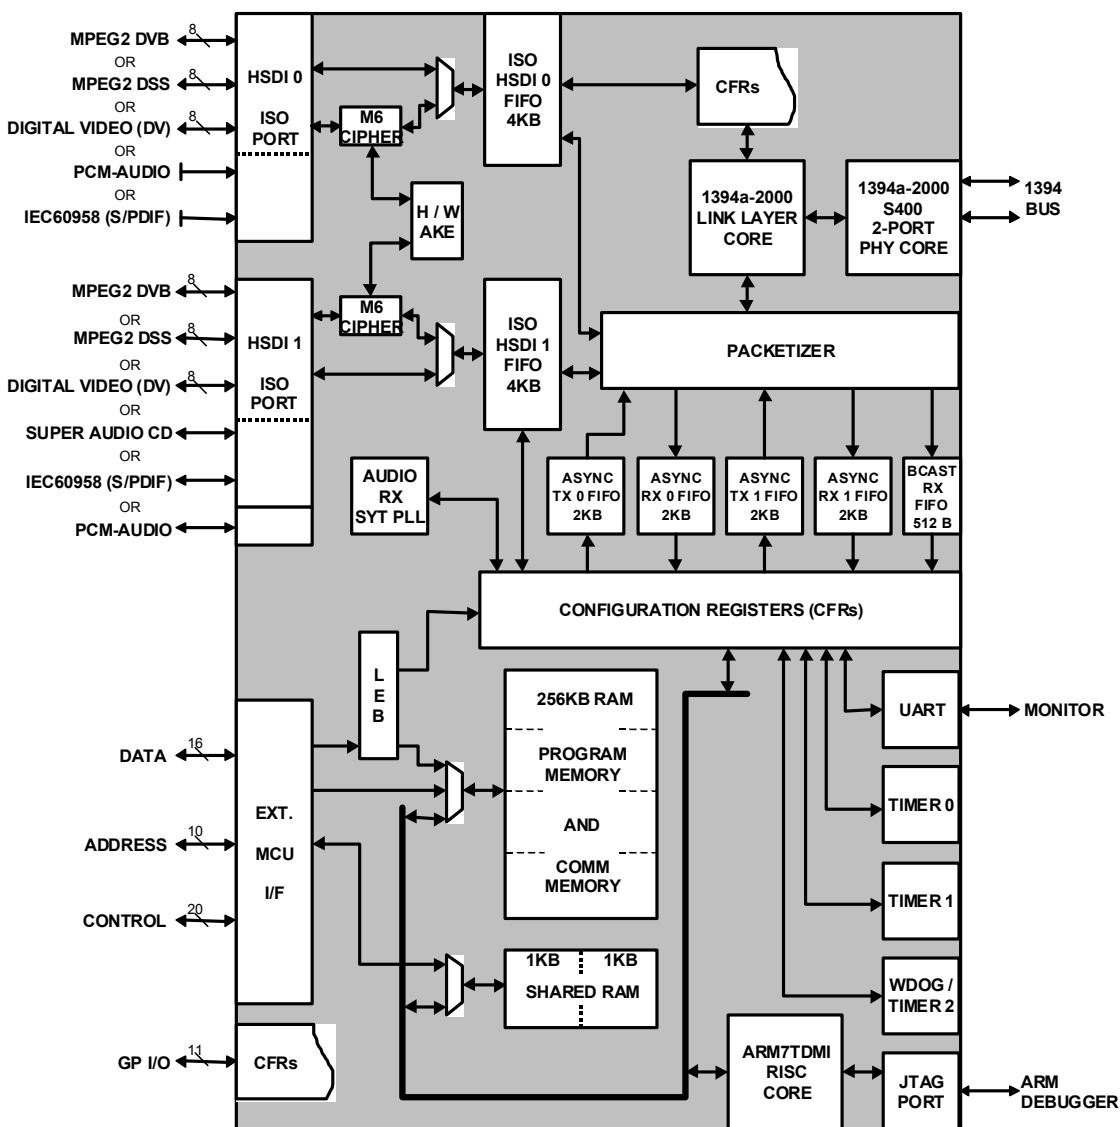 MPEG2 DVB
8
OR
MPEG2 DSS
8
OR
DIGITAL VIDEO (DV)
8
OR
PCM-AUDIO
OR
IEC60958 (S/PDIF)
HSDI 0
ISO
PORT
M6
CIPHER
H / W
AKE
ISO
HSDI 0
FIFO
4KB
CFRs
1394a-2000
LINK LAYER
CORE
1394a-2000
S400
2-PORT
PHY CORE
1394
BUS
MPEG2 DVB
8
OR
MPEG2 DSS
8
OR
DIGITAL VIDEO (DV)
8
OR
SUPER AUDIO CD
OR
IEC60958 (S/PDIF)
OR
PCM-AUDIO
HSDI 1
ISO
PORT
M6
CIPHER
ISO
HSDI 1
FIFO
4KB
PACKETIZER
AUDIO
RX
SYT PLL
ASYNC
TX 0 FIFO
2KB
ASYNC
RX 0 FIFO
2KB
ASYNC
TX 1 FIFO
2KB
ASYNC
RX 1 FIFO
2KB
BCAST
RX
FIFO
512 B
CONFIGURATION REGISTERS (CFRs)
L
E
B
DATA
16
ADDRESS
10
CONTROL
20
EXT.
MCU
I/F
256KB RAM
PROGRAM
MEMORY
AND
COMM
MEMORY
1KB
1KB
SHARED RAM
UART
MONITOR
TIMER 0
TIMER 1
WDOG /
TIMER 2
GP I/O
11
CFRs
ARM7TDMI
RISC
CORE
JTAG
PORT
ARM
DEBUGGER